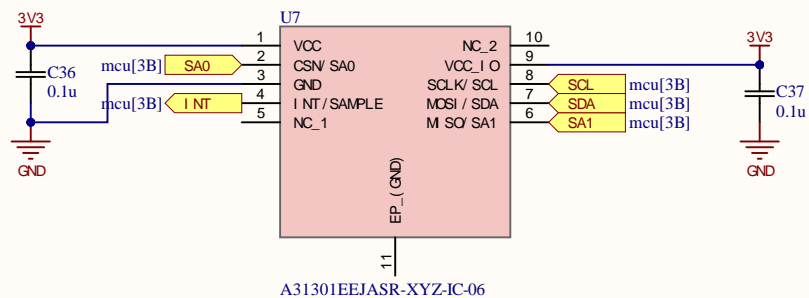 U7
3V3
C36
0.1u
GND
mcu[3B]
SA0
mcu[3B]
INT
1
2
3
4
5
VCC
CSN/SA0
GND
INT/SAMPLE
NC_1
NC_2
VCC_IO
SCLK/SCL
MOSI/SDA
MISO/SA1
10
9
8
7
6
SCL
mcu[3B]
SDA
mcu[3B]
SA1
mcu[3B]
3V3
C37
0.1u
GND
EP_(GND)
11
A31301EEJASR-XYZ-IC-06